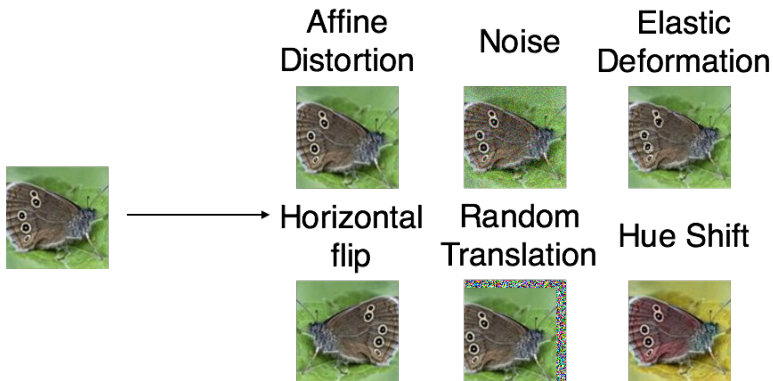 Affine
Distortion
Noise
Elastic
Deformation
Horizontal
flip
Random
Translation
Hue Shift